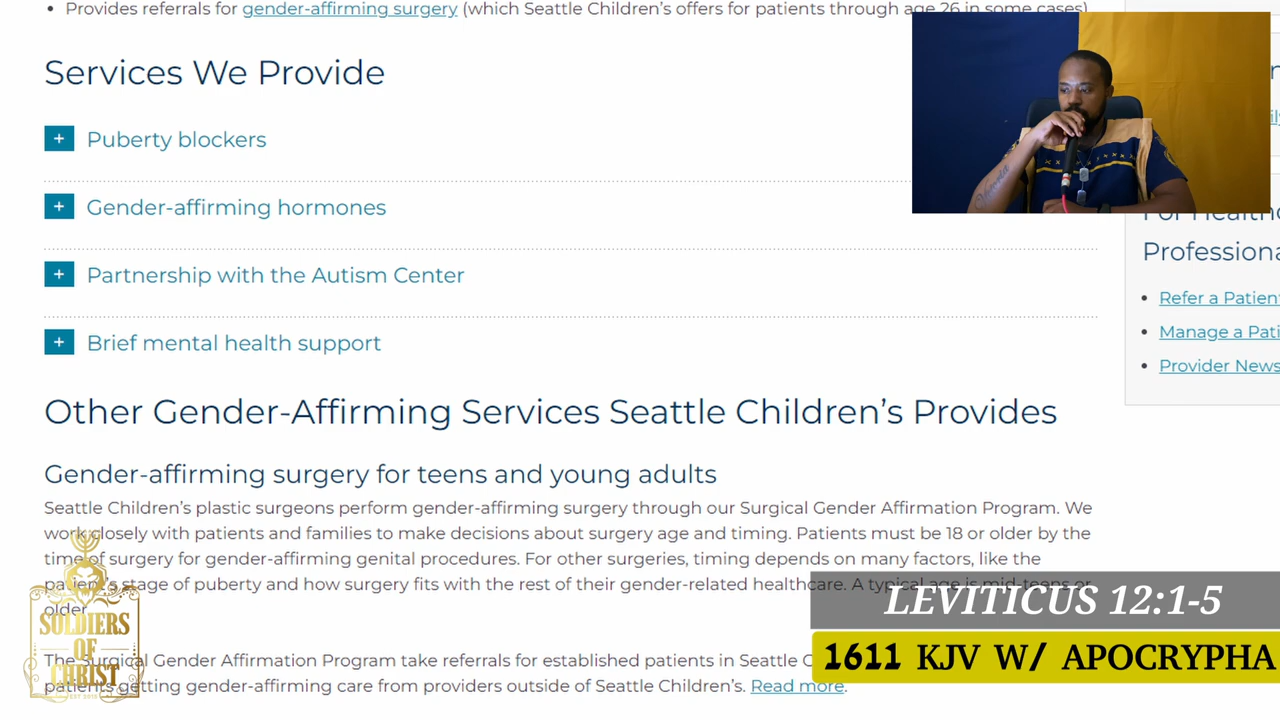 Provides referrals for gender-affirming surgery (which Seattle Children's offers for patients through age 26 in some cases)
Services We Provide
+ Puberty blockers
+ Gender-affirming hormones
+ Partnership with the Autism Center
+ Brief mental health support
Professiona
Refer a Patien
Manage a Pati
Provider News
Other Gender-Affirming Services Seattle Children's Provides
Gender-affirming surgery for teens and young adults
Seattle Children's plastic surgeons perform gender-affirming surgery through our Surgical Gender Affirmation Program. We
work closely with patients and families to make decisions about surgery age and timing. Patients must be 18 or older by the
time of surgery for gender-affirming genital procedures. For other surgeries, timing depends on many factors, like the
patient's stage of puberty and how surgery fits with the rest of their gender-related healthcare. A typical age is mid-teens or
older.
The Surgical Gender Affirmation Program take referrals for established patients in Seattle C
patients getting gender-affirming care from providers outside of Seattle Children's. Read more.
SOLDIERS
OF
CHRIST
LEVITICUS 12:1-5
1611 KJV W/ APOCRYPHA